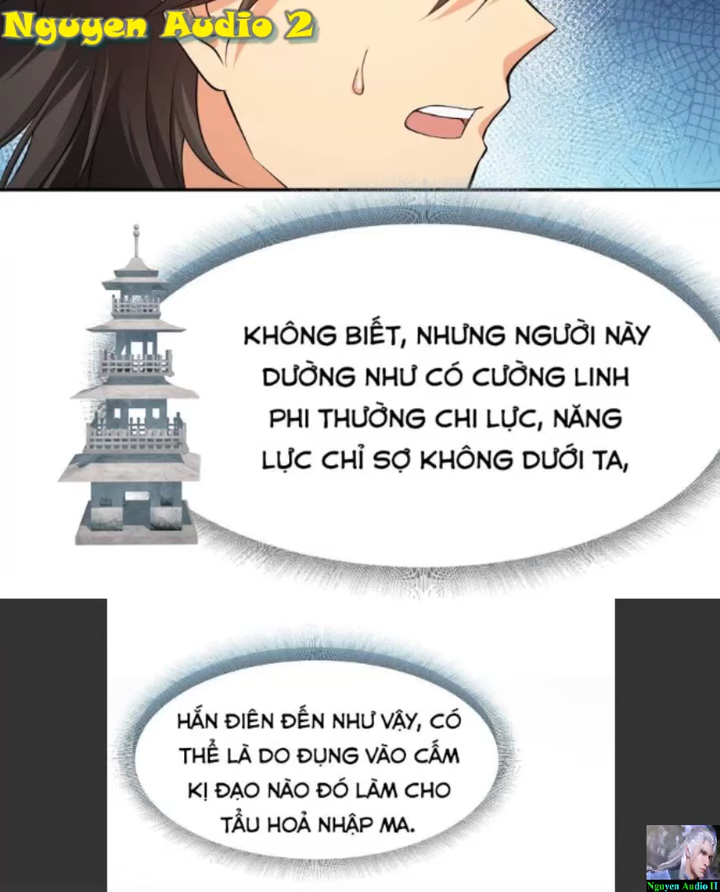 Nguyen Audio 2
KHÔNG BIẾT, NHƯNG NGƯỜI NÀY
DƯỜNG NHƯ CÓ CƯỜNG LINH
PHI THƯỜNG CHI LỰC, NĂNG
LỰC CHỈ SỢ KHÔNG DƯỚI TA,
HẮN ĐIÊN ĐẾN NHƯ VẬY, CÓ
THỂ LÀ DO ĐỤNG VÀO CẤM
KỊ ĐẠO NÀO ĐÓ LÀM CHO
TẨU HOẢ NHẬP MA.
Nguyen Audio II